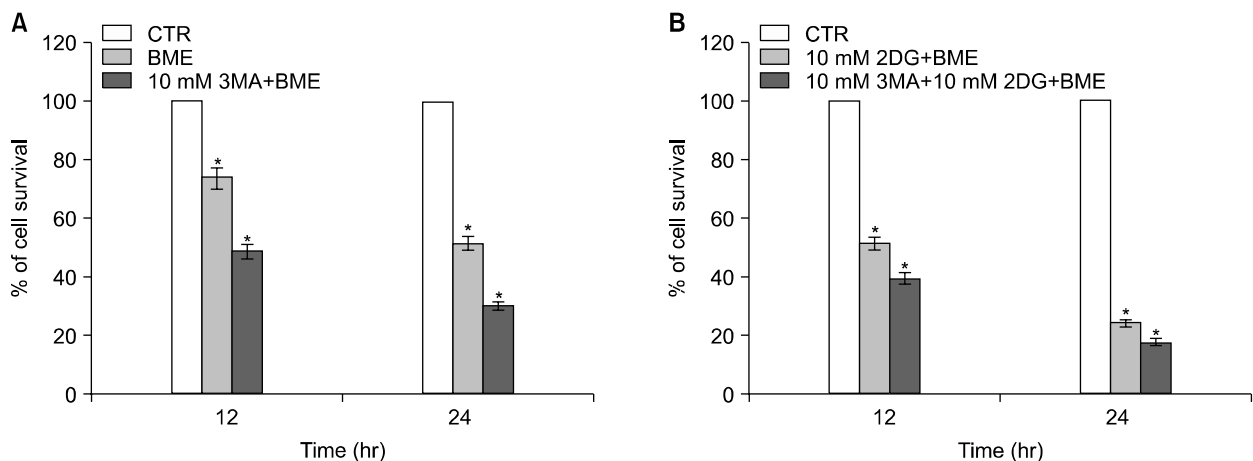 A
CTR
BME
10 mM 3MA+BME
120
100
80
60
40
20
0
% of cell survival
*
*
*
*
12
24
Time (hr)
B
CTR
10 mM 2DG+BME
10 mM 3MA+10 mM 2DG+BME
120
100
80
60
40
20
0
% of cell survival
*
*
*
*
12
24
Time (hr)